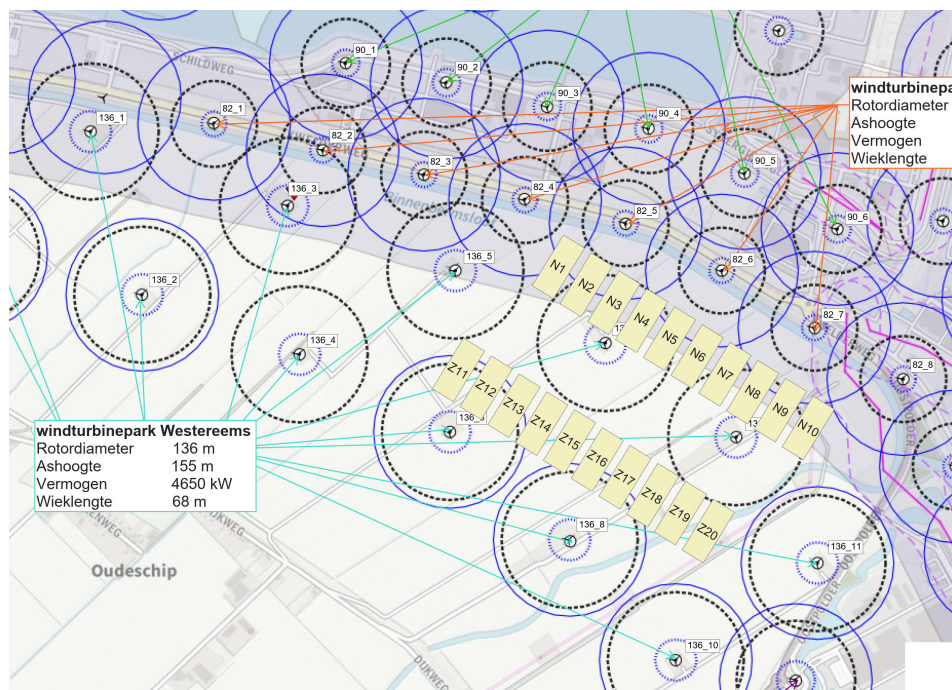 90_1
90_2
90_3
90_4
90_5
90_6
SCHILDWEG
136_1
82_1
82_2
82_3
82_4
82_5
82_6
82_7
82_8
136_3
136_2
136_5
136_4
windturbinepa
Rotordiameter
Ashoogte
Vermogen
Wieklengte
N1
N2
N3
N4
N5
N6
N7
N8
N9
N10
Z11
Z12
Z13
Z14
Z15
Z16
Z17
Z18
Z19
Z20
windturbinepark Westereems
Rotordiameter 136 m
Ashoogte 155 m
Vermogen 4650 kW
Wieklengte 68 m
136_8
136_11
136_10
Oudeschip
DIJKWEG
DIJKWEG